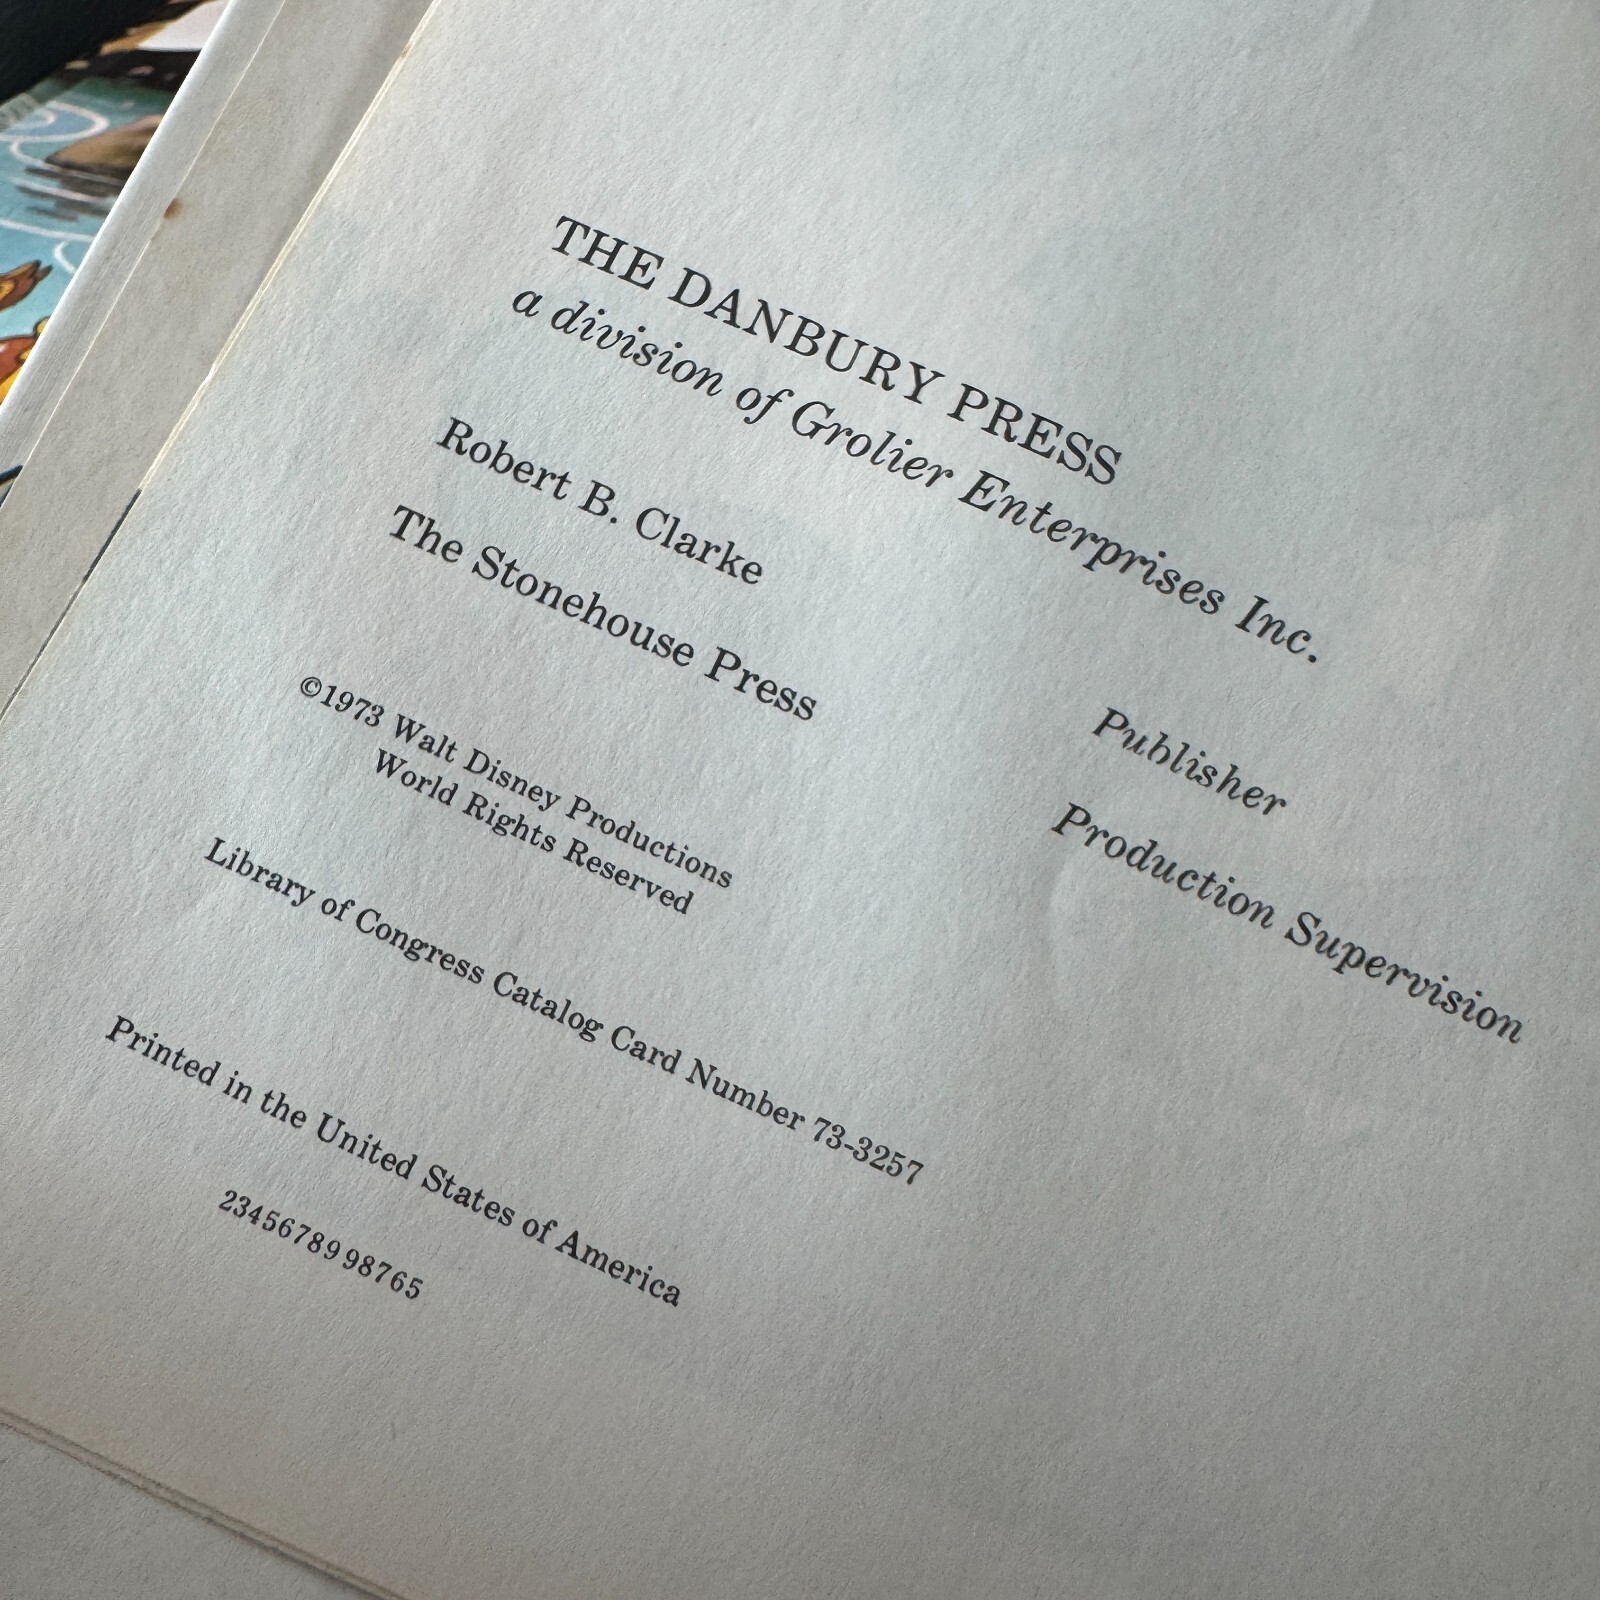 THE DANBURY PRESS
a division of Grolier Enterprises Inc.
Robert B. Clarke Publisher
The Stonehouse Press Production Supervision
©1973 Walt Disney Productions
World Rights Reserved
Library of Congress Catalog Card Number 73-3257
Printed in the United States of America
23456789 98765